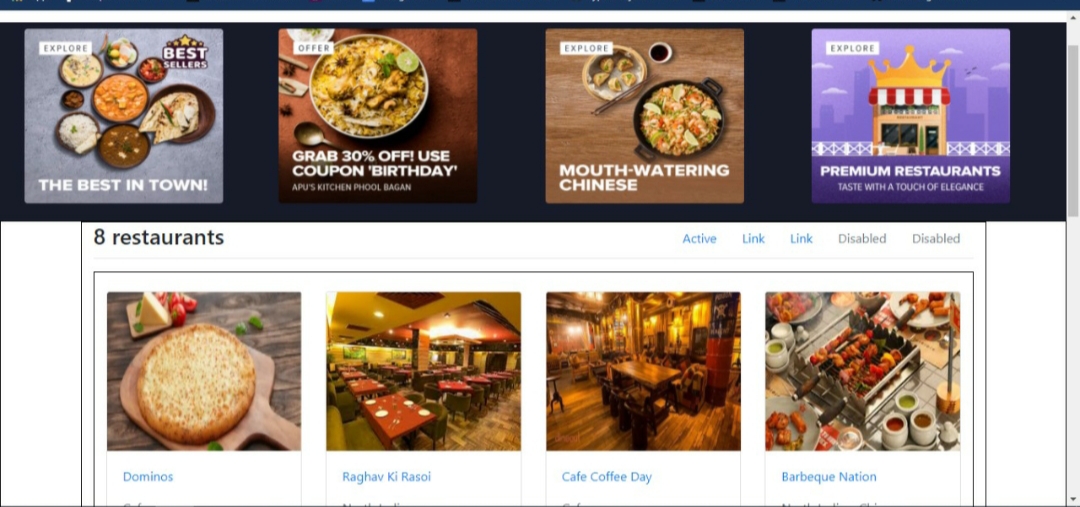 EXPLORE
BEST
SELLERS
THE BEST IN TOWN!
OFFER
GRAB 30% OFF! USE
COUPON 'BIRTHDAY'
APU'S KITCHEN PHOOL BAGAN
EXPLORE
MOUTH-WATERING
CHINESE
EXPLORE
PREMIUM RESTAURANTS
TASTE WITH A TOUCH OF ELEGANCE
8 restaurants
Active Link Link Disabled Disabled
Dominos
Raghav Ki Rasoi
Cafe Coffee Day
Barbeque Nation